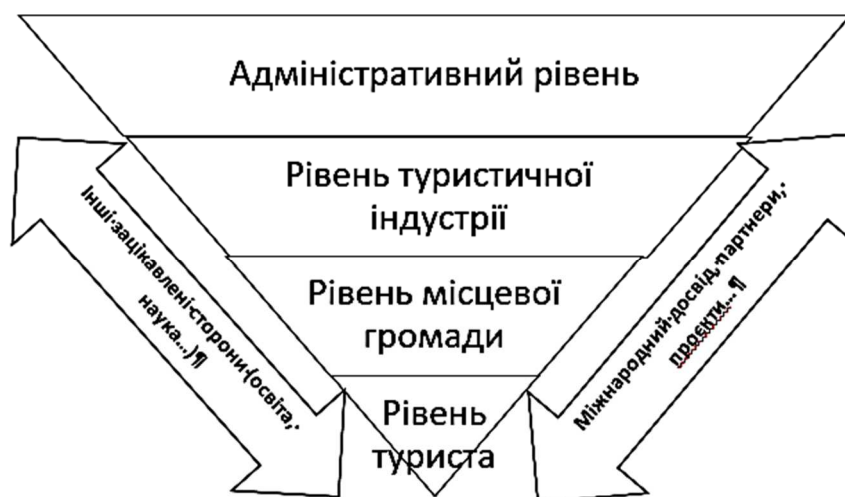 Адміністративний рівень
Рівень туристичної
індустрії
Рівень місцевої
громади
Рівень
туриста
Інші·зацікавлені·сторони·(освіта,·
наука...)¶
Міжнародний·досвід,·партнери,·
проєкти...·¶